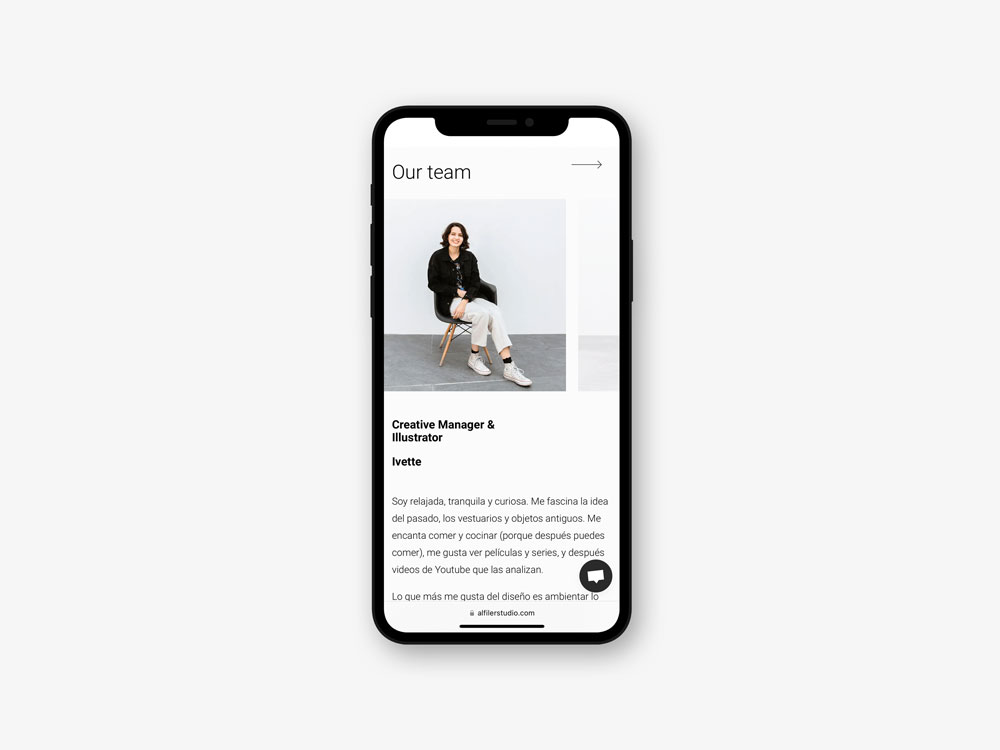 Our team
Creative Manager &
Illustrator
Ivette
Soy relajada, tranquila y curiosa. Me fascina la idea
del pasado, los vestuarios y objetos antiguos. Me
encanta comer y cocinar (porque después puedes
comer), me gusta ver películas y series, y después
videos de Youtube que las analizan.
Lo que más me gusta del diseño es ambientar lo
alfilerstudio.com